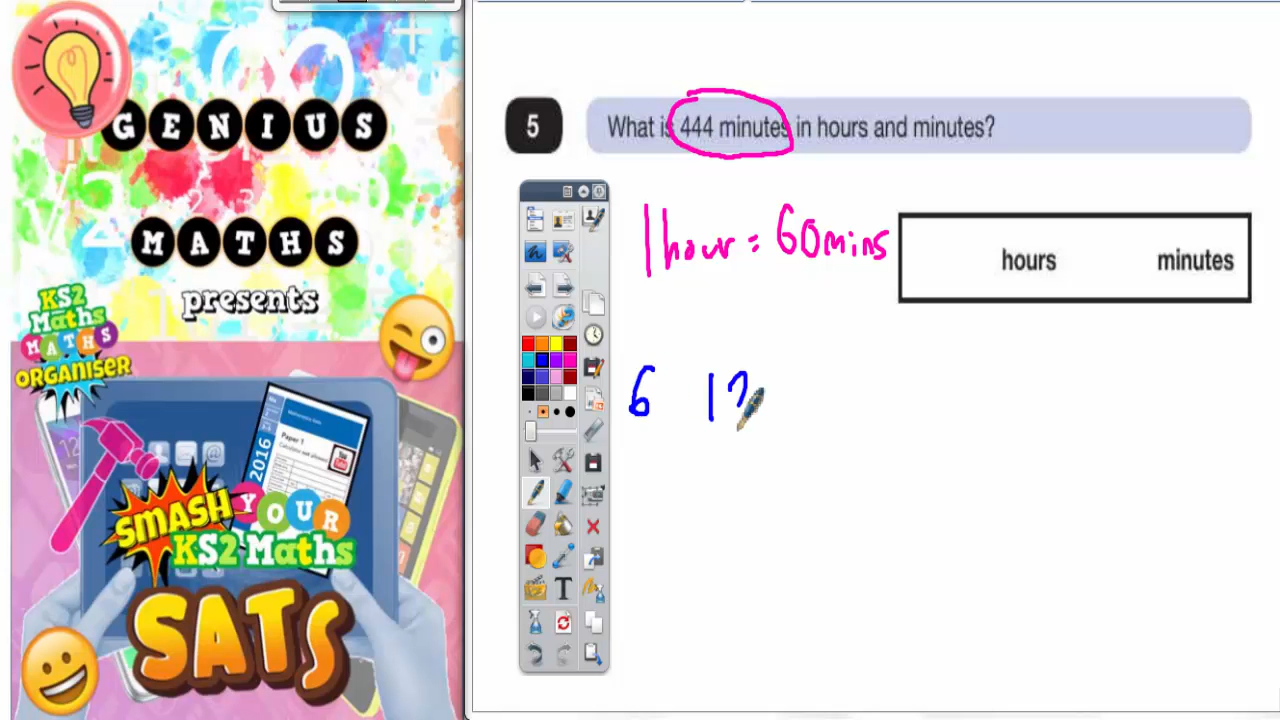 GENIUS
MATHS
presents
KS2
Maths
MATHS
ORGANISER
2016
Paper 1
SMASH YOUR
KS2 Maths
SATS
5 What is 444 minutes in hours and minutes?
1 hour = 60mins
hours minutes
6 12